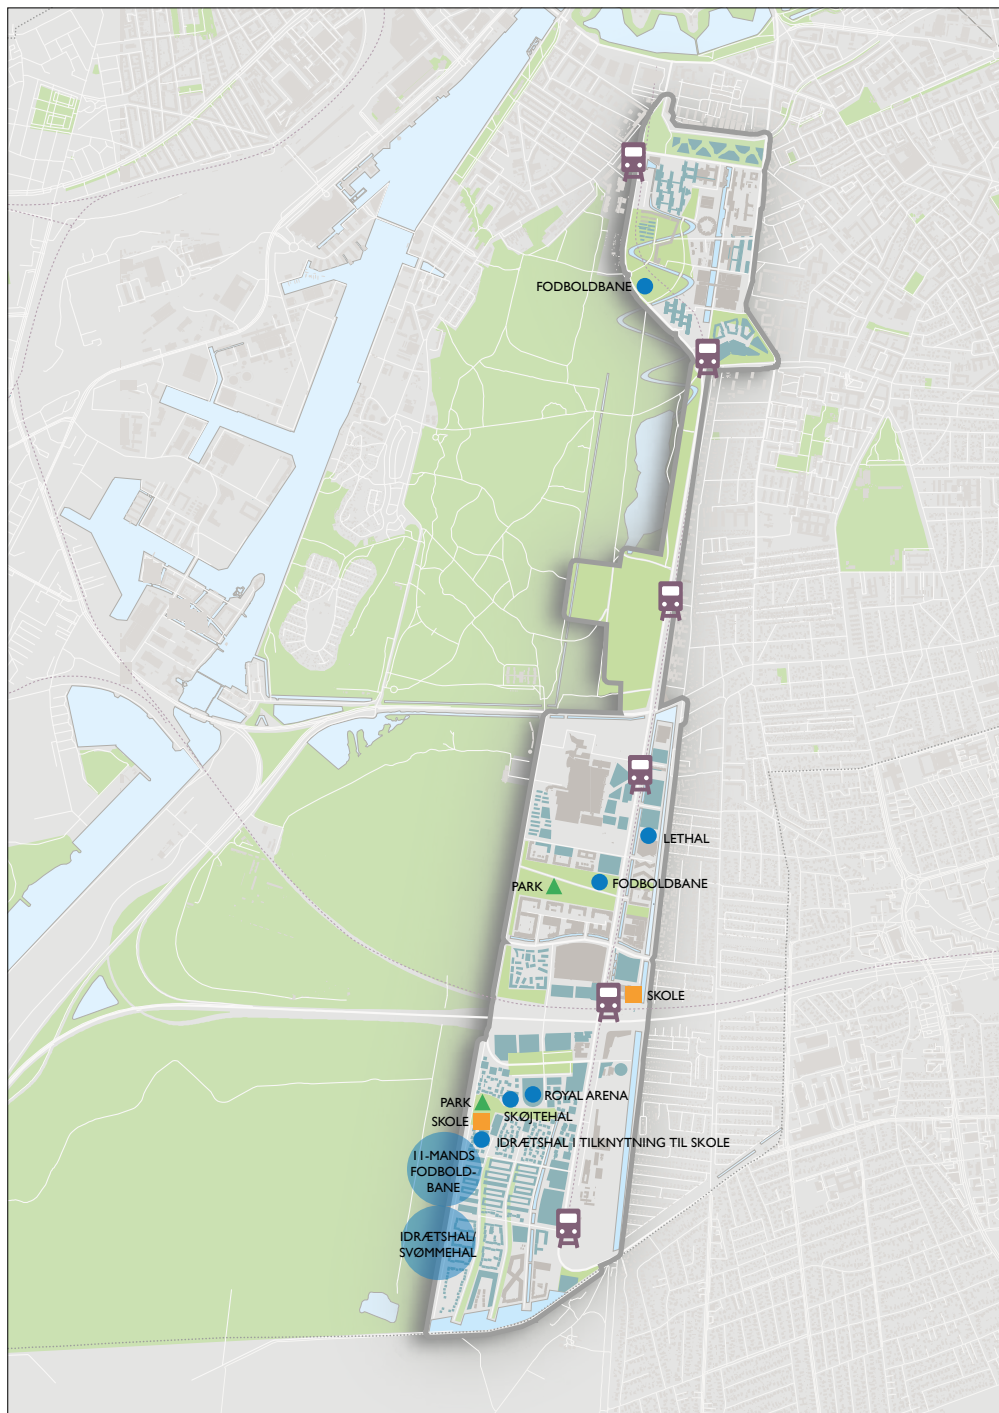 FODBOLDBANE
LETHAL
FODBOLDBANE
PARK
SKOLE
ROYAL ARENA
PARK
SKØJTEHAL
SKOLE
IDRÆTSHAL I TILKNYTNING TIL SKOLE
11-MANDS
FODBOLD-
BANE
IDRÆTSHAL/
SVØMMEHAL